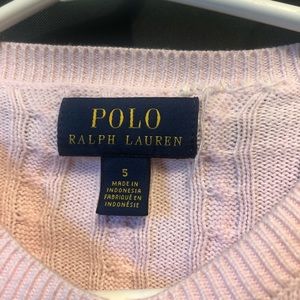 POLO
RALPH LAUREN
5
MADE IN
INDONESIA
FABRIQUÉ EN
INDONÉSIE